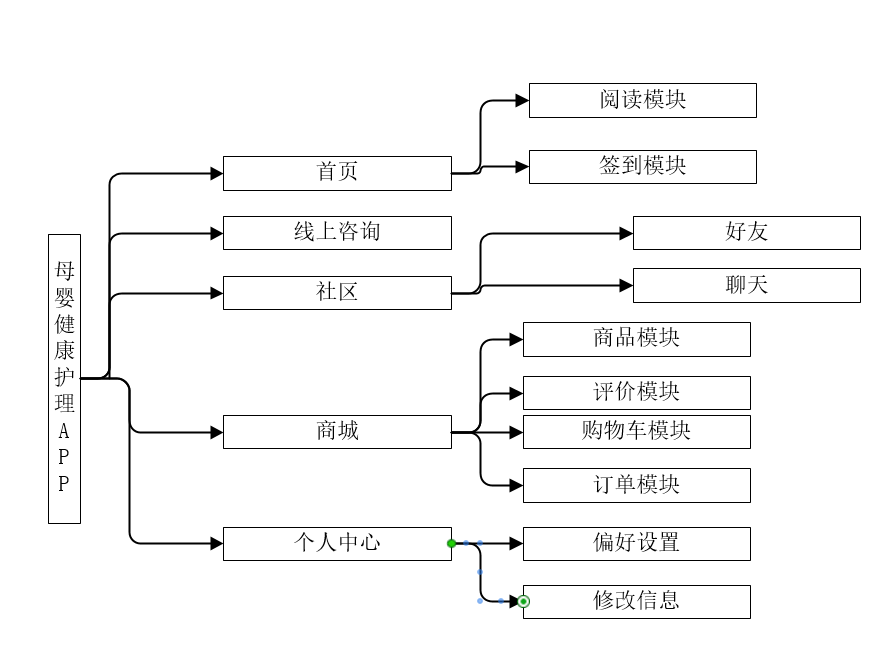 母婴健康护理APP
首页
阅读模块
签到模块
线上咨询
社区
好友
聊天
商城
商品模块
评价模块
购物车模块
订单模块
个人中心
偏好设置
修改信息